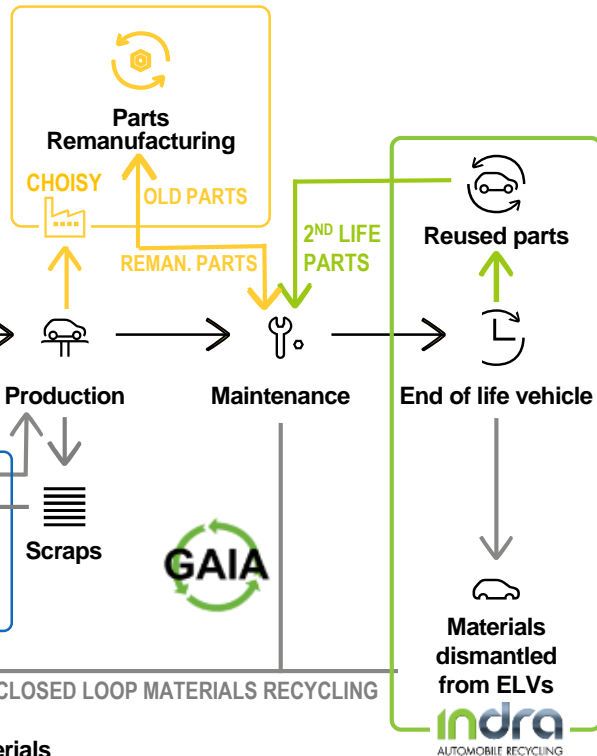 Parts
Remanufacturing
CHOISY
OLD PARTS
REMAN. PARTS
2ND LIFE
PARTS
Reused parts
Production
Maintenance
End of life vehicle
Scraps
GAIA
Materials
dismantled
from ELVs
CLOSED LOOP MATERIALS RECYCLING
indra
AUTOMOBILE RECYCLING
erials